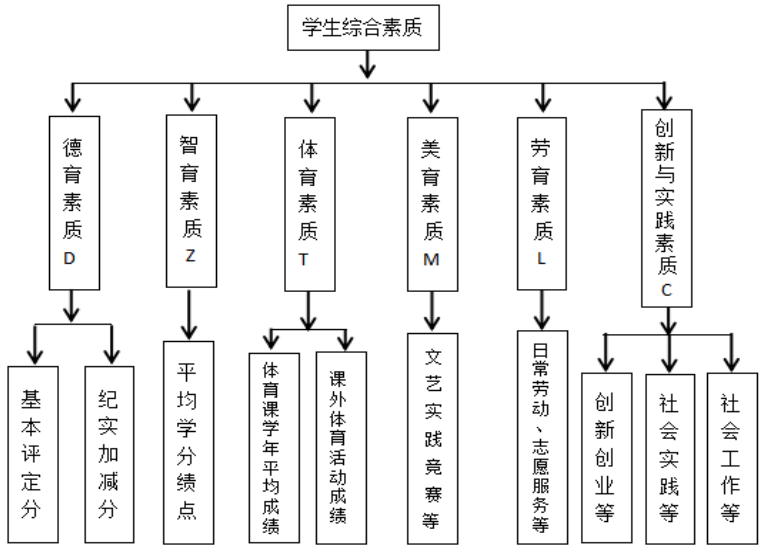 学生综合素质
德育素质D
智育素质Z
体育素质T
美育素质M
劳育素质L
创新与实践素质C
基本评定分
纪实加减分
平均学分绩点
体育课学年平均成绩
课外体育活动成绩
文艺实践竞赛等
日常劳动、志愿服务等
创新创业等
社会实践等
社会工作等